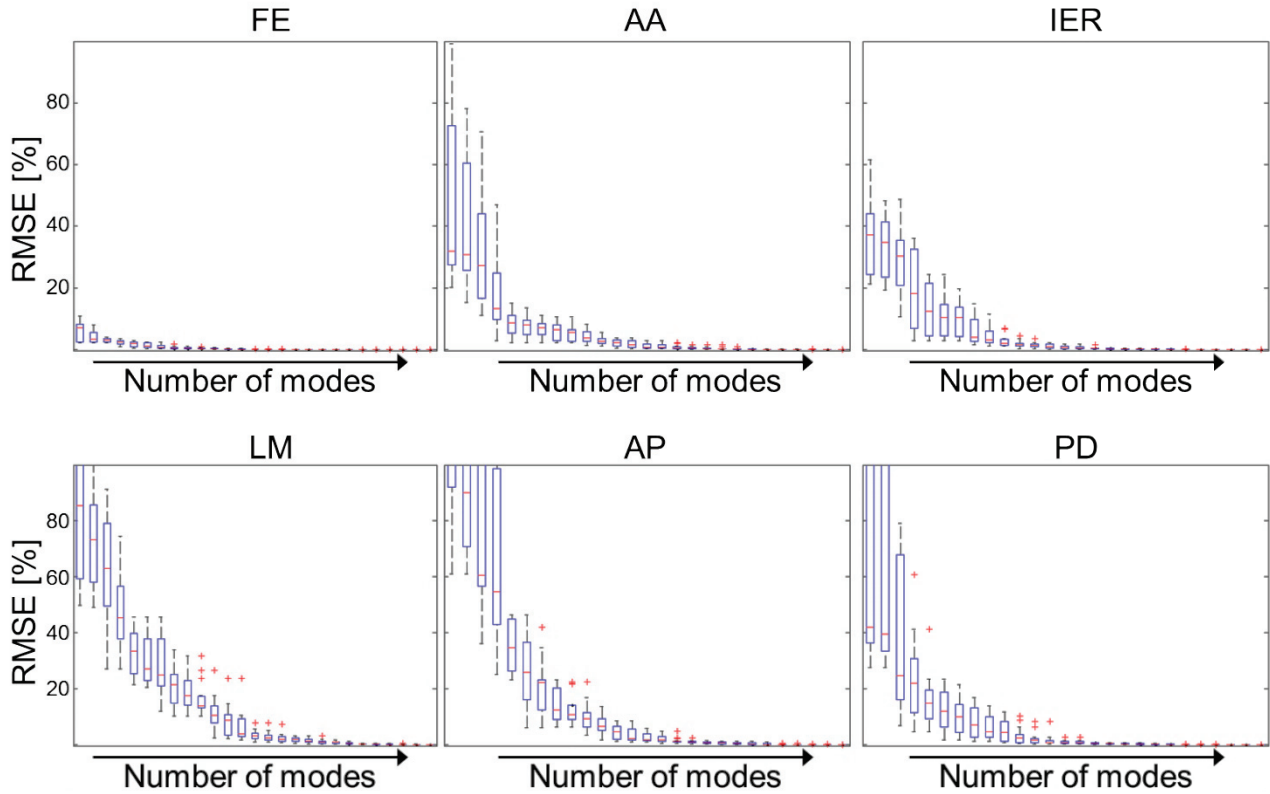 FE AA IER
RMSE [%]
80
60
40
20
Number of modes Number of modes Number of modes
LM AP PD
RMSE [%]
80
60
40
20
Number of modes Number of modes Number of modes